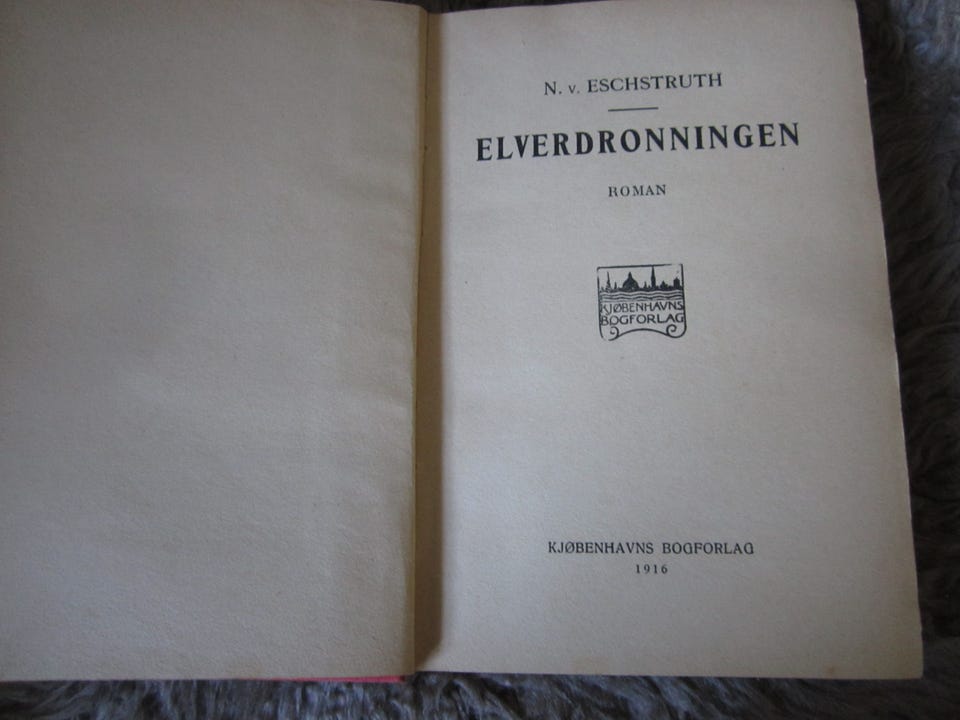 N. v. ESCHSTRUTH
ELVERDRONNINGEN
ROMAN
KJØBENHAVNS
BOGFORLAG
KJØBENHAVNS BOGFORLAG
1916